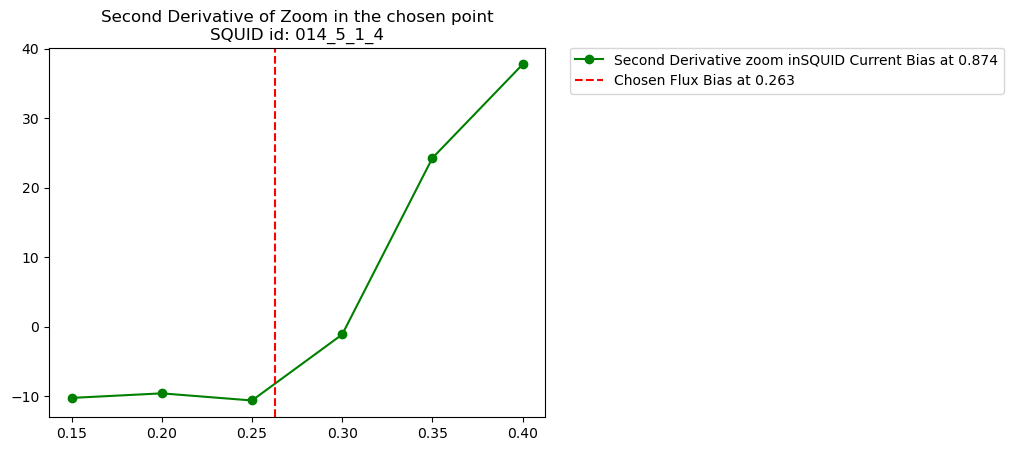 Second Derivative of Zoom in the chosen point
SQUID id: 014_5_1_4
Second Derivative zoom inSQUID Current Bias at 0.874
Chosen Flux Bias at 0.263
40
30
20
10
0
−10
0.15 0.20 0.25 0.30 0.35 0.40